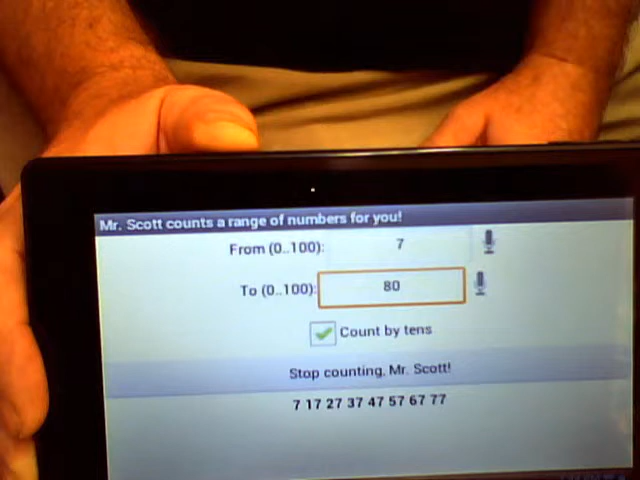 Mr. Scott counts a range of numbers for you!
From (0..100): 7
To (0..100): 80
Count by tens
Stop counting, Mr. Scott!
7 17 27 37 47 57 67 77